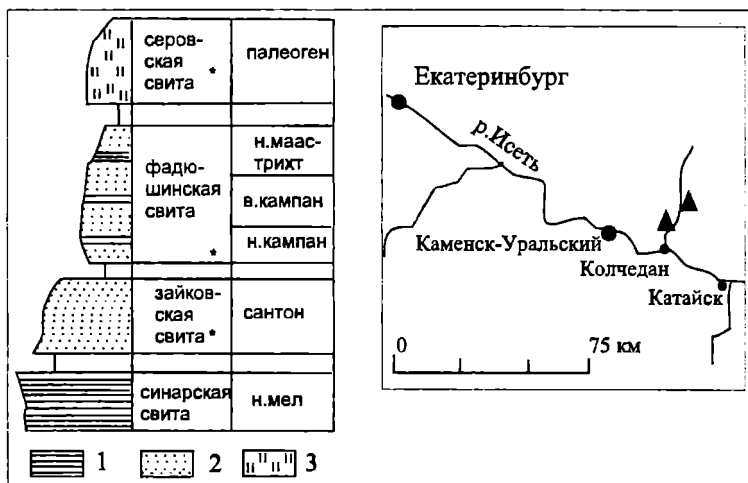 серов-
ская
свита *
палеоген
фадю-
шинская
свита
*
н.маас-
трихт
в.кампан
н.кампан
зайков-
ская
свита *
сантон
синарская
свита
н.мел
1 2 3
Екатеринбург
р.Исеть
Каменск-Уральский
Колчедан
Катайск
0 75 км